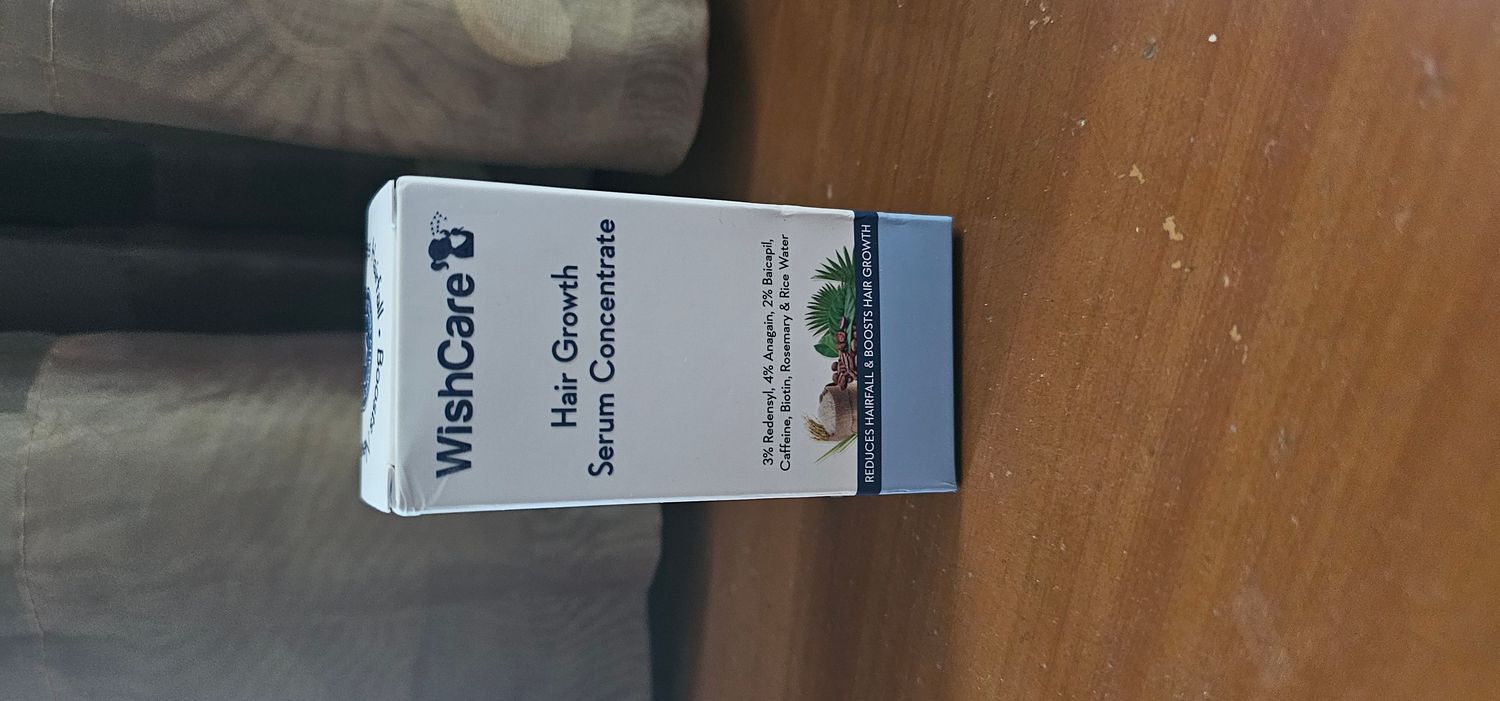 WishCare
Hair Growth
Serum Concentrate
3% Redensyl, 4% Anagain, 2% Baicapil,
Caffeine, Biotin, Rosemary & Rice Water
REDUCES HAIRFALL & BOOSTS HAIR GROWTH